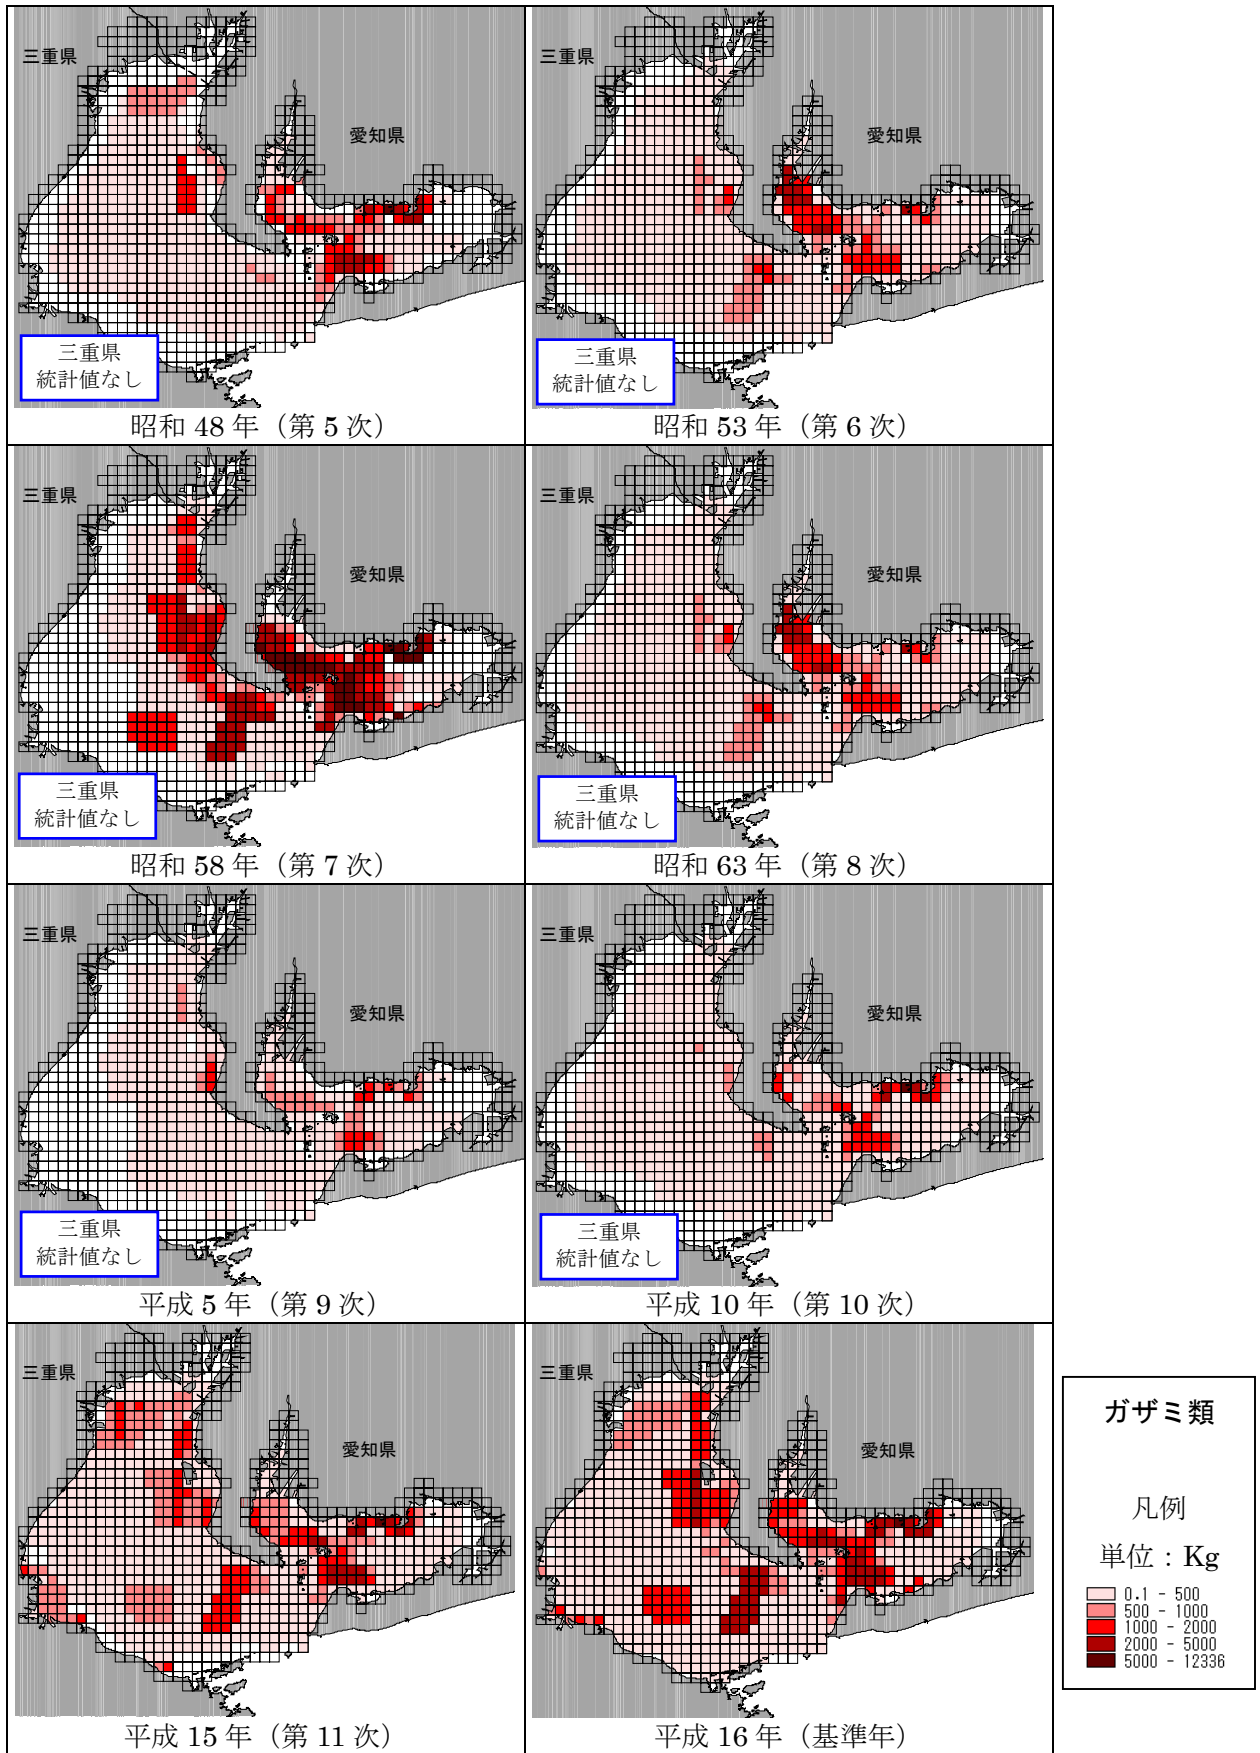 三重県
愛知県
三重県
統計値なし
昭和 48 年（第 5 次）
三重県
愛知県
三重県
統計値なし
昭和 53 年（第 6 次）
三重県
愛知県
三重県
統計値なし
昭和 58 年（第 7 次）
三重県
愛知県
三重県
統計値なし
昭和 63 年（第 8 次）
三重県
愛知県
三重県
統計値なし
平成 5 年（第 9 次）
三重県
愛知県
三重県
統計値なし
平成 10 年（第 10 次）
三重県
愛知県
平成 15 年（第 11 次）
三重県
愛知県
平成 16 年（基準年）
ガザミ類
凡例
単位：Kg
0.1 - 500
500 - 1000
1000 - 2000
2000 - 5000
5000 - 12336